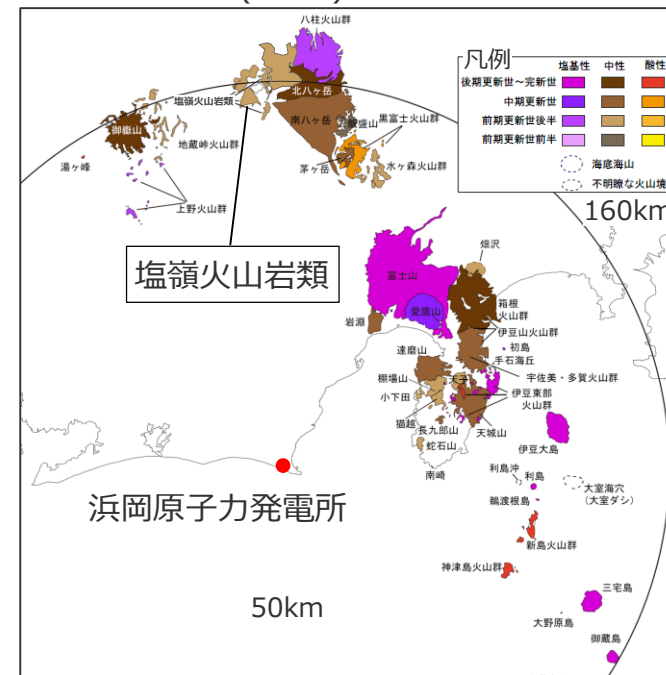 八柱火山群
凡例
塩基性 中性 酸性
後期更新世～完新世
中期更新世
前期更新世後半
前期更新世前半
海底海山
不明瞭な火山境
160km
北八ヶ岳
塩嶺火山岩類
御嶽山
南八ヶ岳
飯盛山
黒富士火山群
地蔵峠火山群
湯ヶ峰
茅ヶ岳
水ヶ森火山群
上野火山群
塩嶺火山岩類
畑沢
富士山
愛鷹山
箱根
火山群
岩淵
伊豆山火山群
達磨山
初島
手石海丘
棚場山
天子
宇佐美・多賀火山群
小下田
伊豆東部
火山群
猫越
長九郎山
天城山
蛇石山
伊豆大島
南崎
利島沖
利島
大室海穴
(大室ダシ)
浜岡原子力発電所
鵜渡根島
新島火山群
神津島火山群
50km
三宅島
大野原島
御蔵島